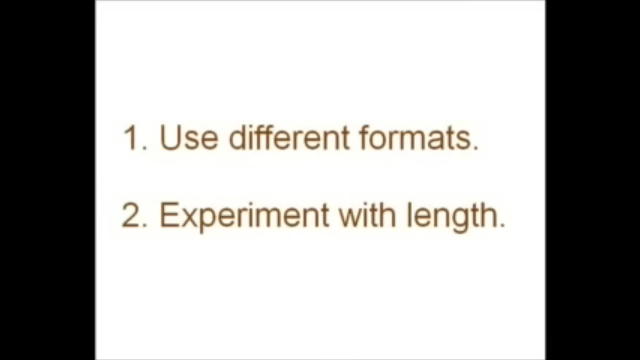 1. Use different formats.
2. Experiment with length.